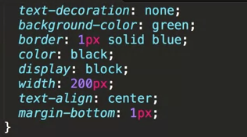 text-decoration: none;
background-color: green;
border: 1px solid blue;
color: black;
display: block;
width: 200px;
text-align: center;
margin-bottom: 1px;
}